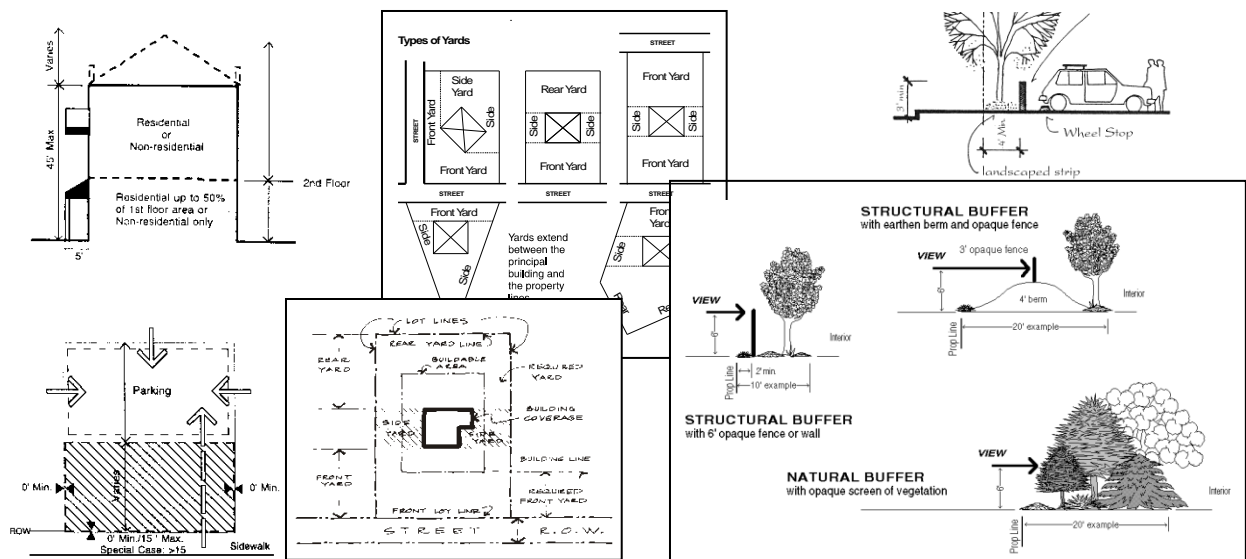 Varies
45' Max
Residential
or
Non-residential
2nd Floor
Residential up to 50%
of 1st floor area or
Non-residential only
5'
Types of Yards
STREET
STREET
Side
Yard
Front Yard
Side
Front Yard
Rear Yard
Side
Side
Front Yard
Front Yard
Side
Side
Front Yard
STREET
STREET
STREET
Front Yard
Side
Side
Yards extend
between the
principal
building and
the property
Front
Yard
Side
3' min.
4' Min.
Wheel Stop
landscaped strip
STRUCTURAL BUFFER
with earthen berm and opaque fence
VIEW
3' opaque fence
6'
4' berm
Interior
Prop Line
20' example
VIEW
6'
Interior
2' min.
Prop Line
10' example
STRUCTURAL BUFFER
with 6' opaque fence or wall
NATURAL BUFFER
with opaque screen of vegetation
VIEW
6'
Interior
Prop Line
20' example
Parking
Varies
0' Min.
0' Min.
ROW
0' Min./15' Max.
Special Case: >15
Sidewalk
LOT LINES
REAR YARD LINE
REAR
YARD
BUILDABLE
AREA
REQUIRED
YARD
BUILDING
COVERAGE
SIDE
YARD
SIDE
YARD
BUILDING LINE
FRONT
YARD
REQUIRED
FRONT YARD
FRONT LOT LINE
STREET
R.O.W.